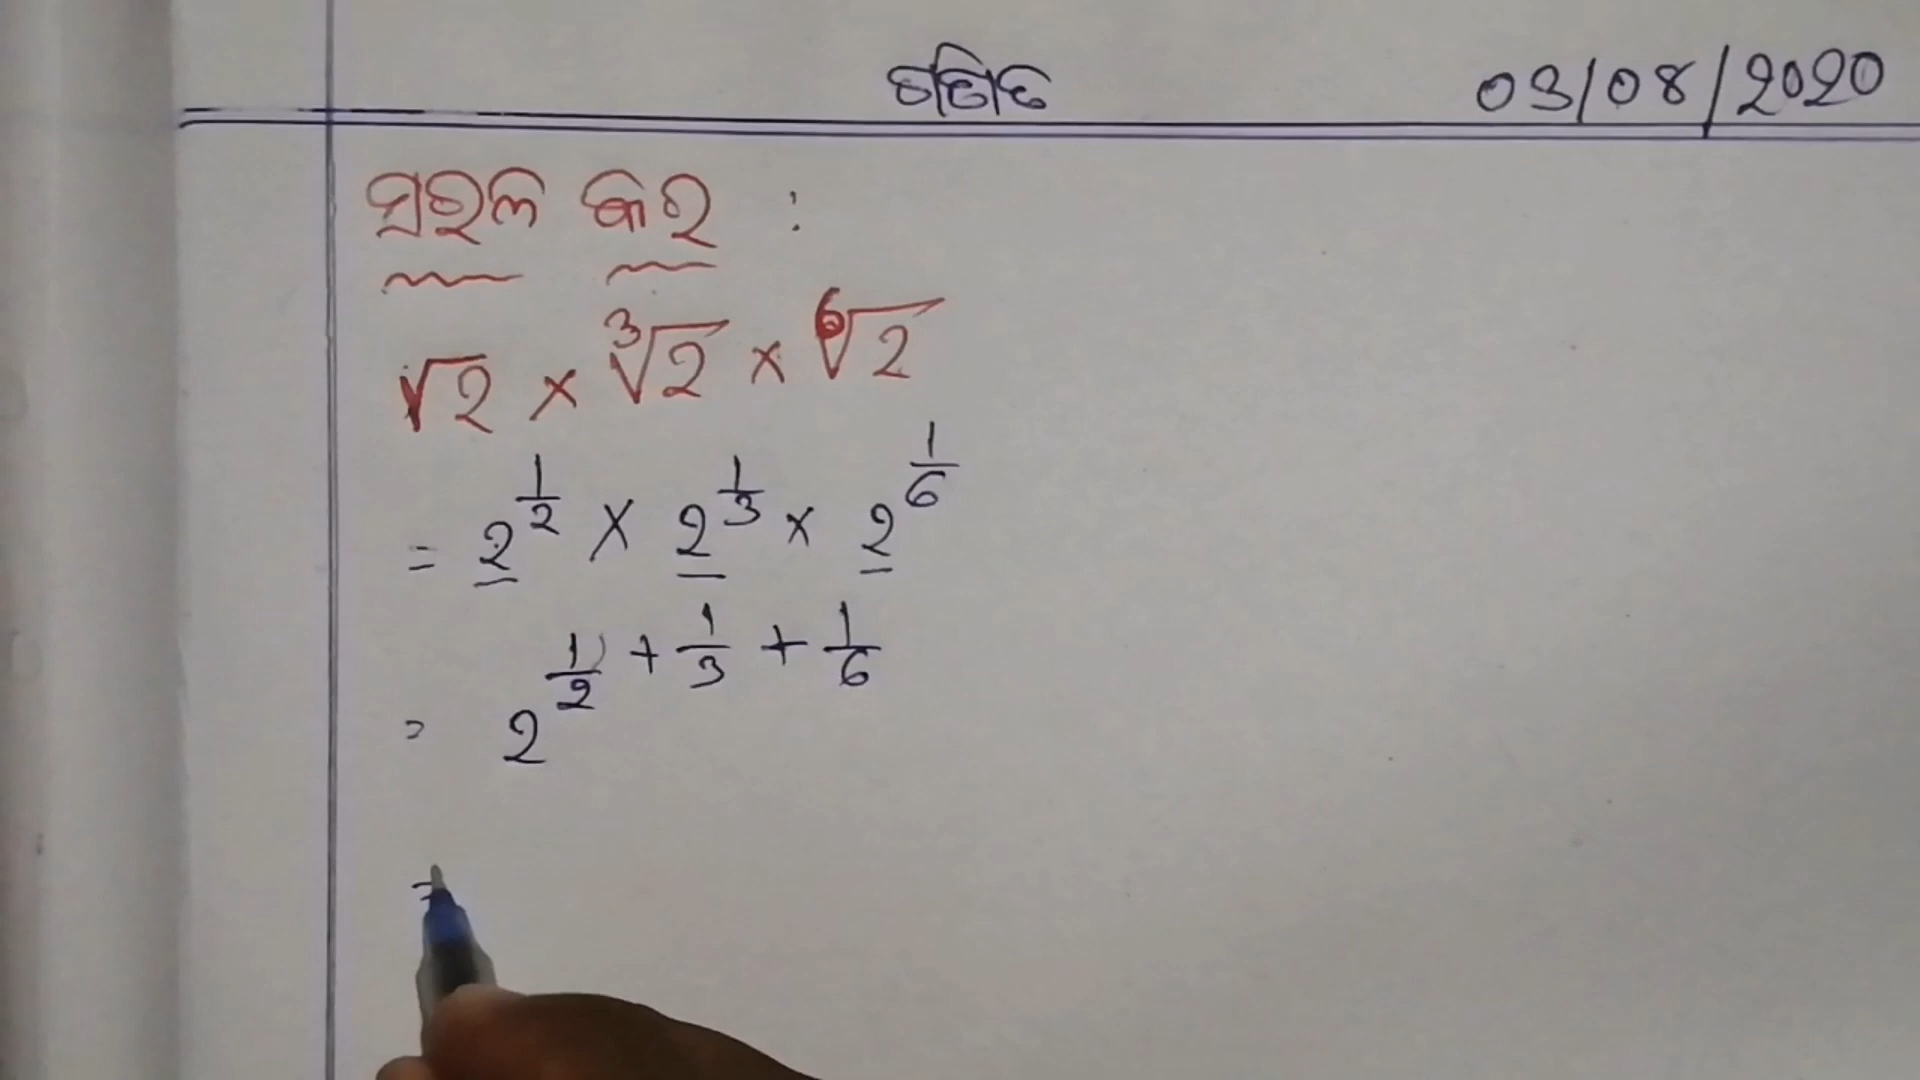 ଗଣିତ 03/08/2020
ସରଳ କର :
√2 × ∛2 × ⁶√2
= 2^(1/2) × 2^(1/3) × 2^(1/6)
= 2^(1/2 + 1/3 + 1/6)
=